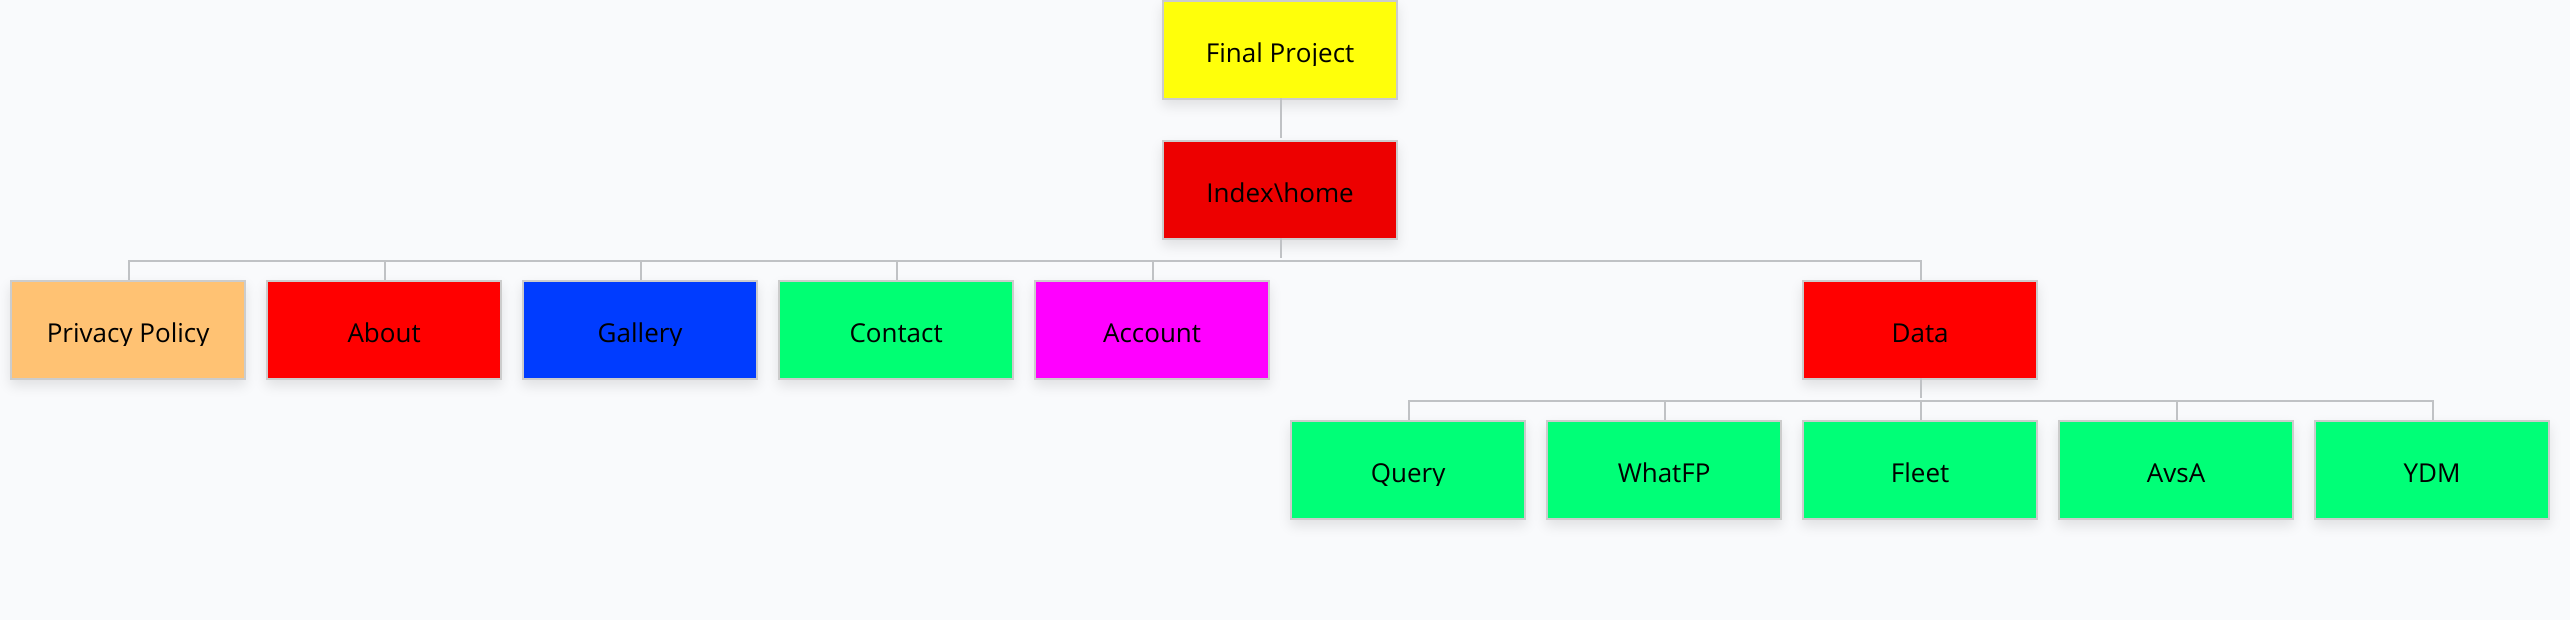 Final Project
Index\home
Privacy Policy
About
Gallery
Contact
Account
Data
Query
WhatFP
Fleet
AvsA
YDM